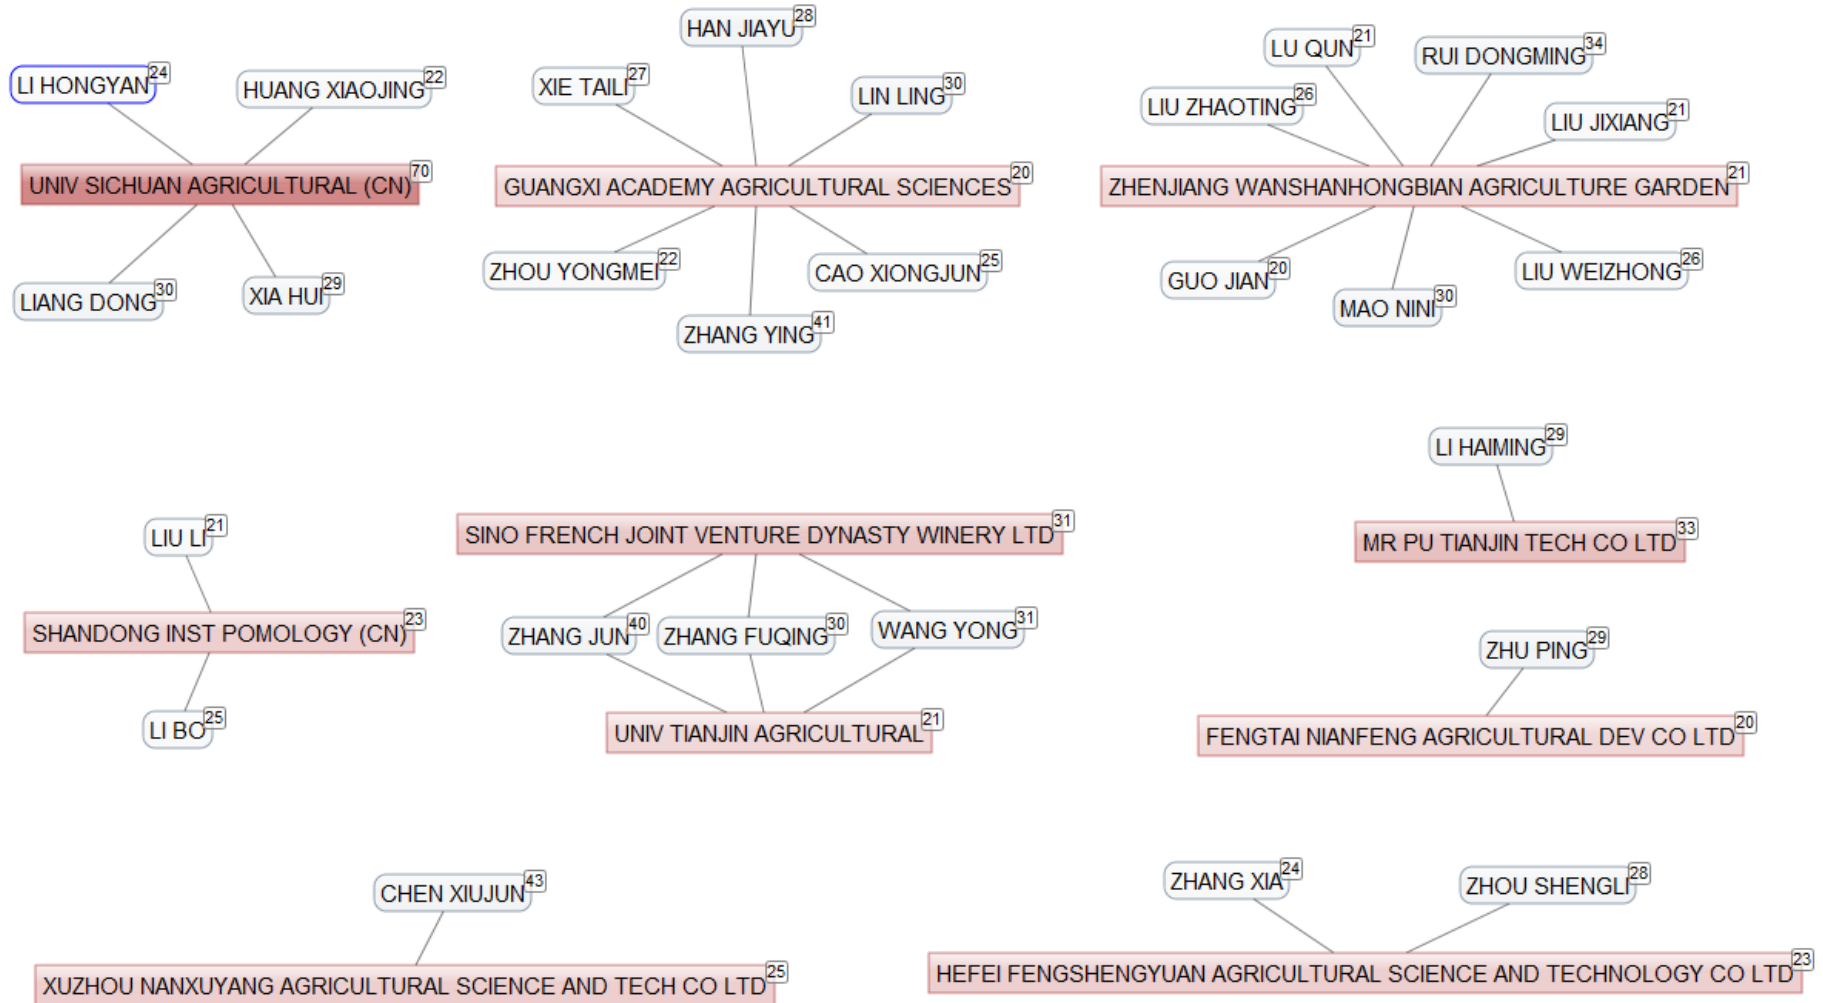 HAN JIAYU 28
LU QUN 21
RUI DONGMING 34
LI HONGYAN 24
HUANG XIAOJING 22
XIE TAILI 27
LIN LING 30
LIU ZHAOTING 26
LIU JIXIANG 21
UNIV SICHUAN AGRICULTURAL (CN) 70
GUANGXI ACADEMY AGRICULTURAL SCIENCES 20
ZHENJIANG WANSHANHONGBIAN AGRICULTURE GARDEN 21
LIANG DONG 30
XIA HUI 29
ZHOU YONGMEI 22
CAO XIONGJUN 25
ZHANG YING 41
GUO JIAN 20
MAO NINI 30
LIU WEIZHONG 26
LI HAIMING 29
MR PU TIANJIN TECH CO LTD 33
LIU LI 21
SHANDONG INST POMOLOGY (CN) 23
LI BO 25
SINO FRENCH JOINT VENTURE DYNASTY WINERY LTD 31
ZHANG JUN 40
ZHANG FUQING 30
WANG YONG 31
UNIV TIANJIN AGRICULTURAL 21
ZHU PING 29
FENGTAI NIANFENG AGRICULTURAL DEV CO LTD 20
CHEN XIUJUN 43
XUZHOU NANXUYANG AGRICULTURAL SCIENCE AND TECH CO LTD 25
ZHANG XIA 24
ZHOU SHENGLI 28
HEFEI FENGSHENGYUAN AGRICULTURAL SCIENCE AND TECHNOLOGY CO LTD 23